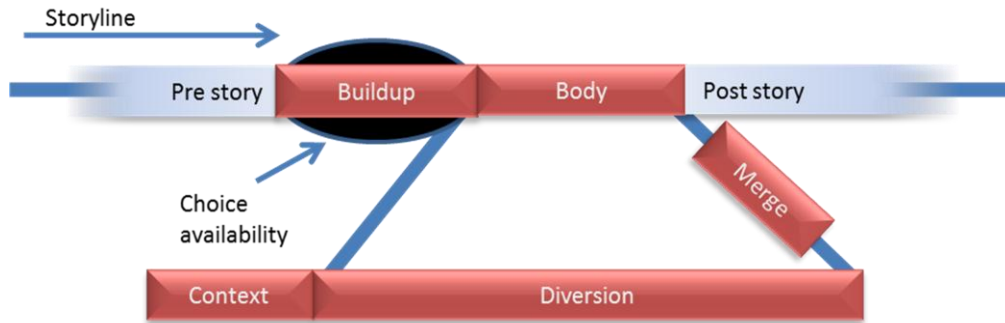 Storyline
Pre story
Buildup
Body
Post story
Choice
availability
Merge
Context
Diversion